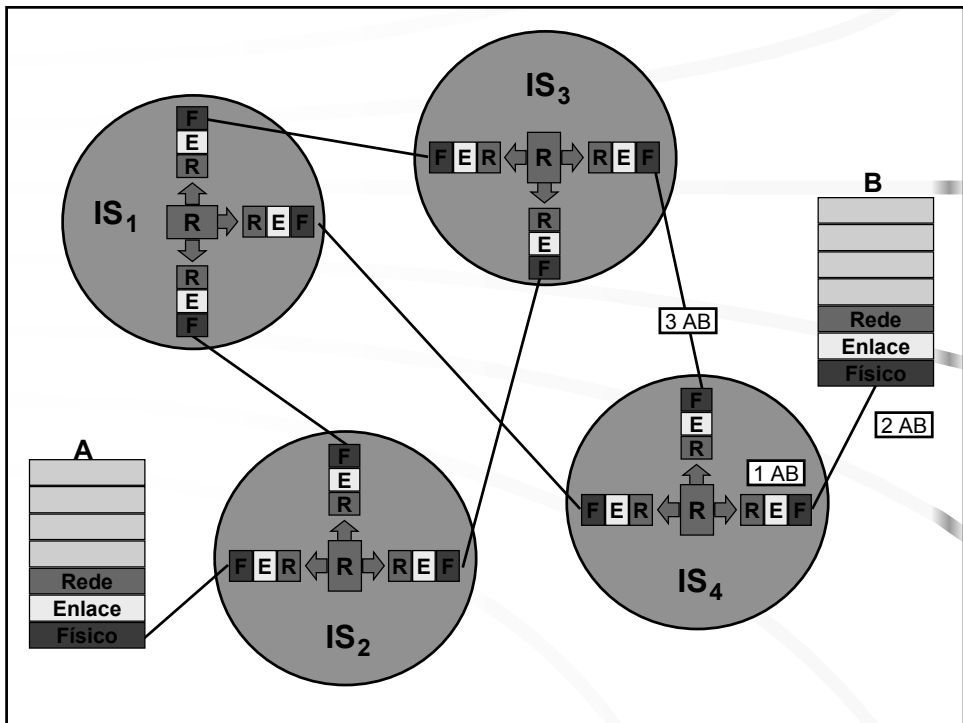 IS3
F E R R R E F
R
E
F
IS1
F
E
R
R R E F
R
E
F
B
Rede
Enlace
Físico
3 AB
2 AB
A
Rede
Enlace
Físico
F
E
R
F E R R R E F
IS2
F
E
R
1 AB
F E R R R E F
IS4